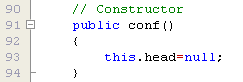 90 // Constructor
91 public conf()
92 {
93 this.head=null;
94 }